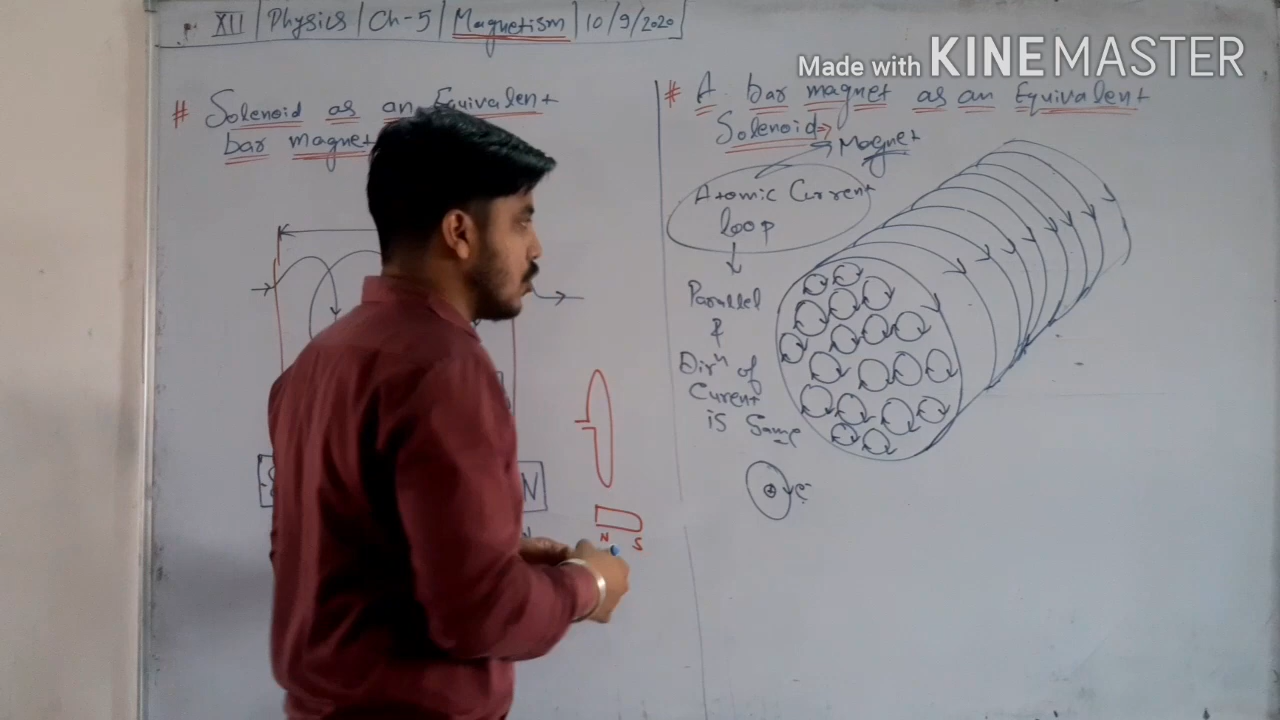 XII | Physics | Ch-5 | Magnetism | 10/9/2020
Made with KINEMASTER
# Solenoid as an Equivalent
bar magnet
N
N S
# A bar magnet as an Equivalent
Solenoid⇒
Magnet
Atomic Current
loop
Parallel
&
Dirⁿ of
Curent
is Same
e⁻